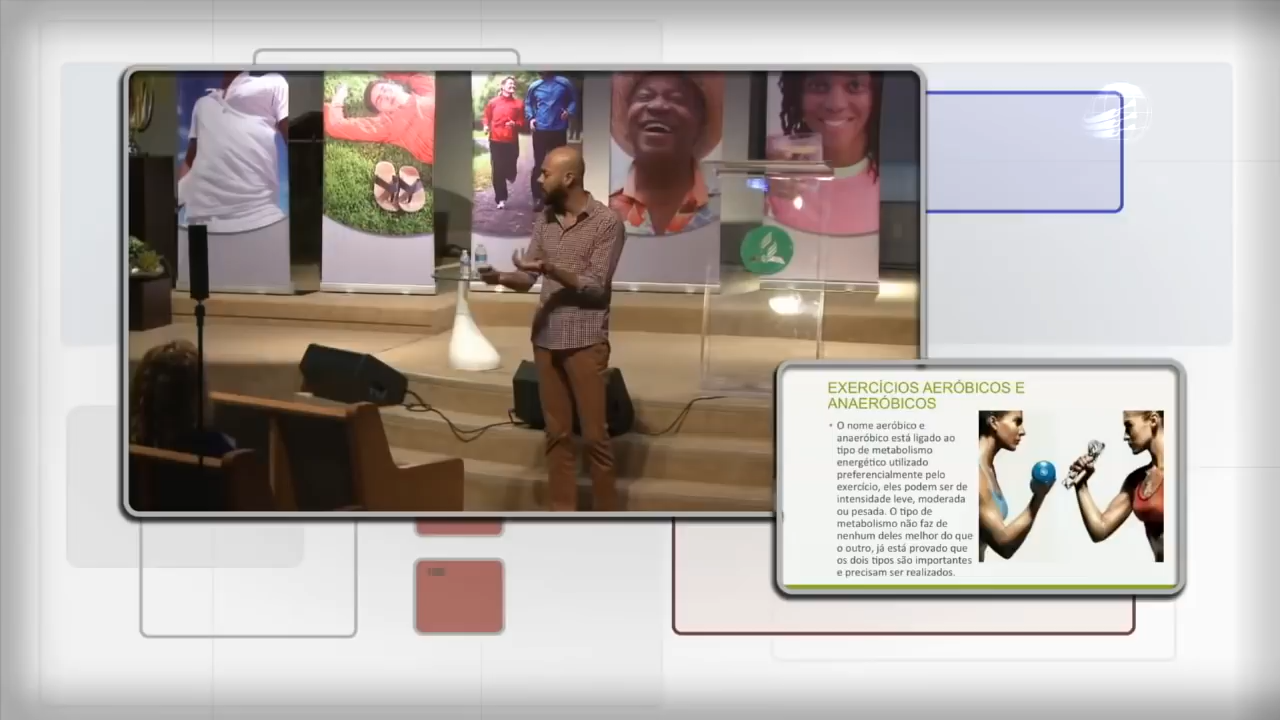 EXERCÍCIOS AERÓBICOS E
ANAERÓBICOS
• O nome aeróbico e
anaeróbico está ligado ao
tipo de metabolismo
energético utilizado
preferencialmente pelo
exercício, eles podem ser de
intensidade leve, moderada
ou pesada. O tipo de
metabolismo não faz de
nenhum deles melhor do que
o outro, já está provado que
os dois tipos são importantes
e precisam ser realizados.